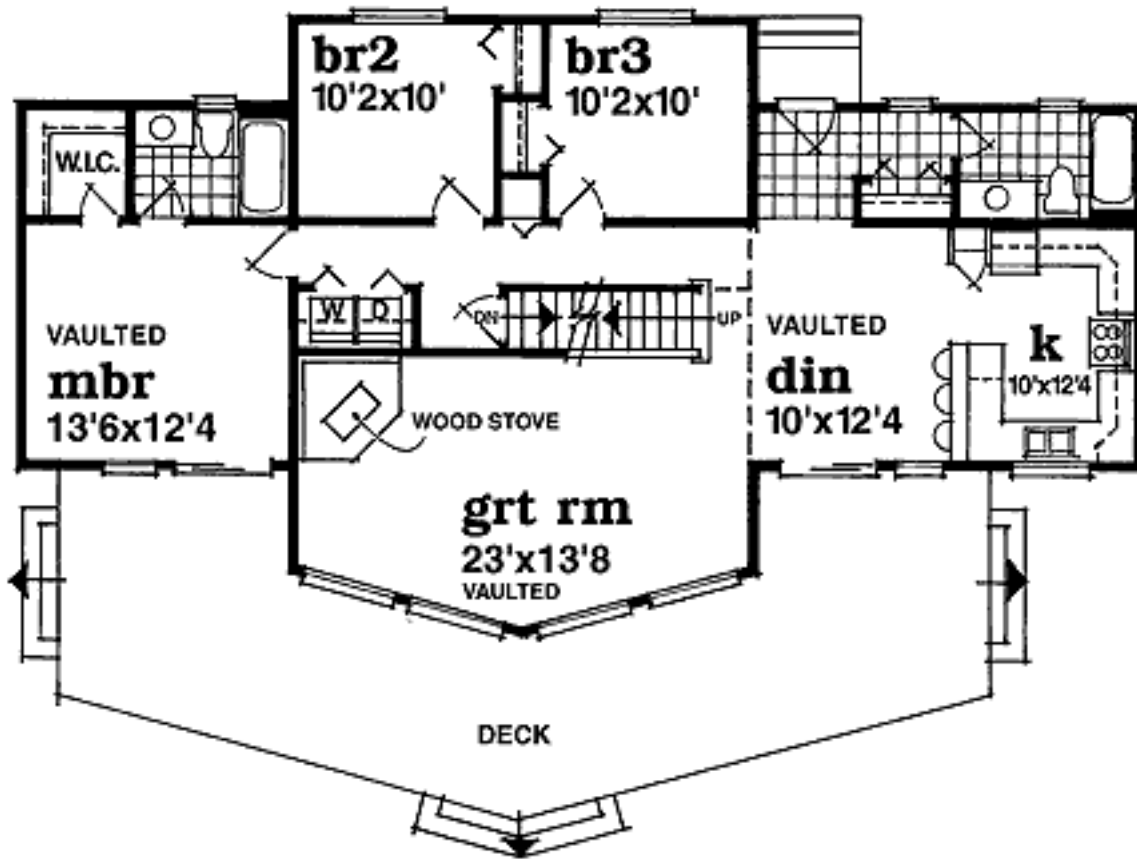 br2
10'2x10'
br3
10'2x10'
W.I.C.
W
D
DN
UP
VAULTED
mbr
13'6x12'4
VAULTED
din
10'x12'4
k
10'x12'4
WOOD STOVE
grt rm
23'x13'8
VAULTED
DECK